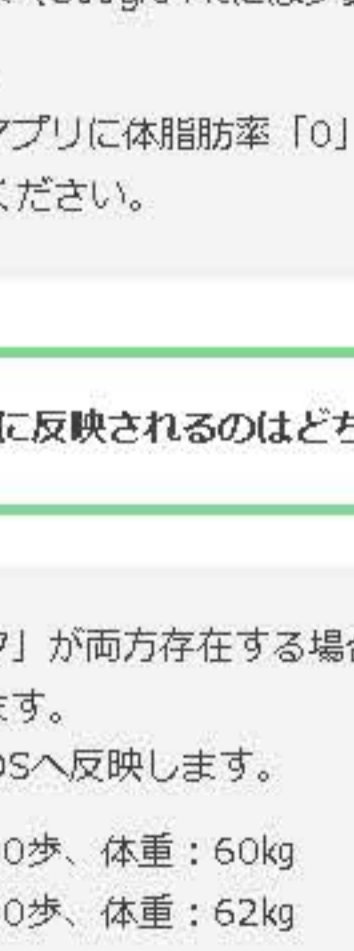 アプリに体脂肪率「0」
ください。
に反映されるのはどち
タ」が両方存在する場合
ます。
OSへ反映します。
0歩、体重：60kg
0歩、体重：62kg